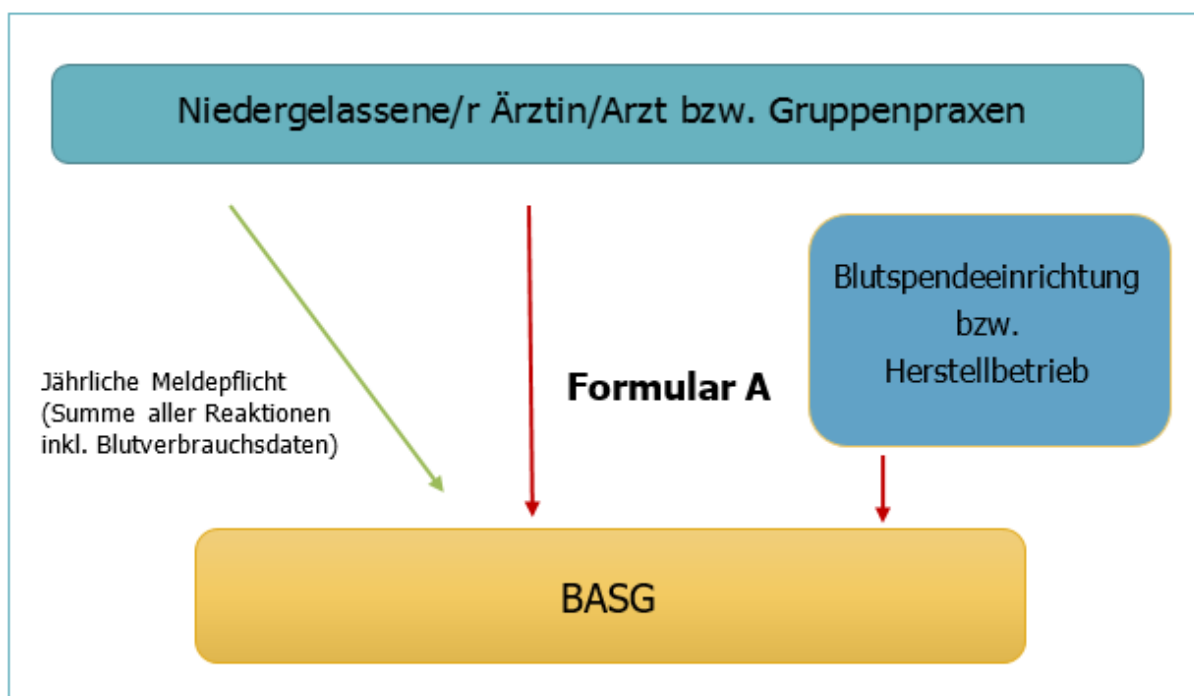 Niedergelassene/r Ärztin/Arzt bzw. Gruppenpraxen
Blutspendeeinrichtung
bzw.
Herstellbetrieb
Jährliche Meldepflicht
(Summe aller Reaktionen
inkl. Blutverbrauchsdaten)
Formular A
BASG